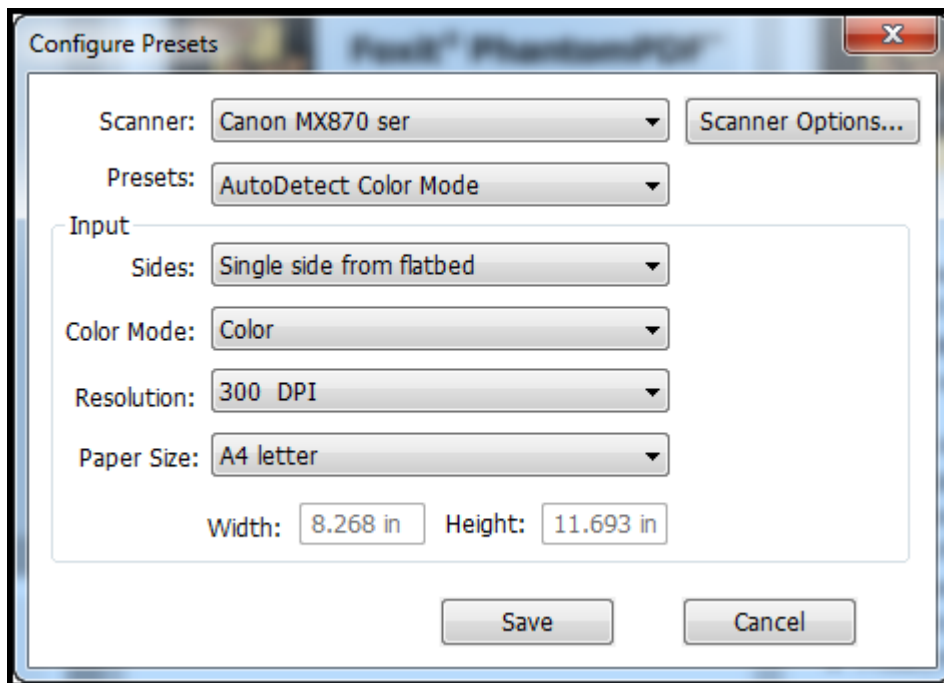 Configure Presets
Foxit® PhantomPDF™
Scanner: Canon MX870 ser Scanner Options...
Presets: AutoDetect Color Mode
Input
Sides: Single side from flatbed
Color Mode: Color
Resolution: 300 DPI
Paper Size: A4 letter
Width: 8.268 in Height: 11.693 in
Save Cancel